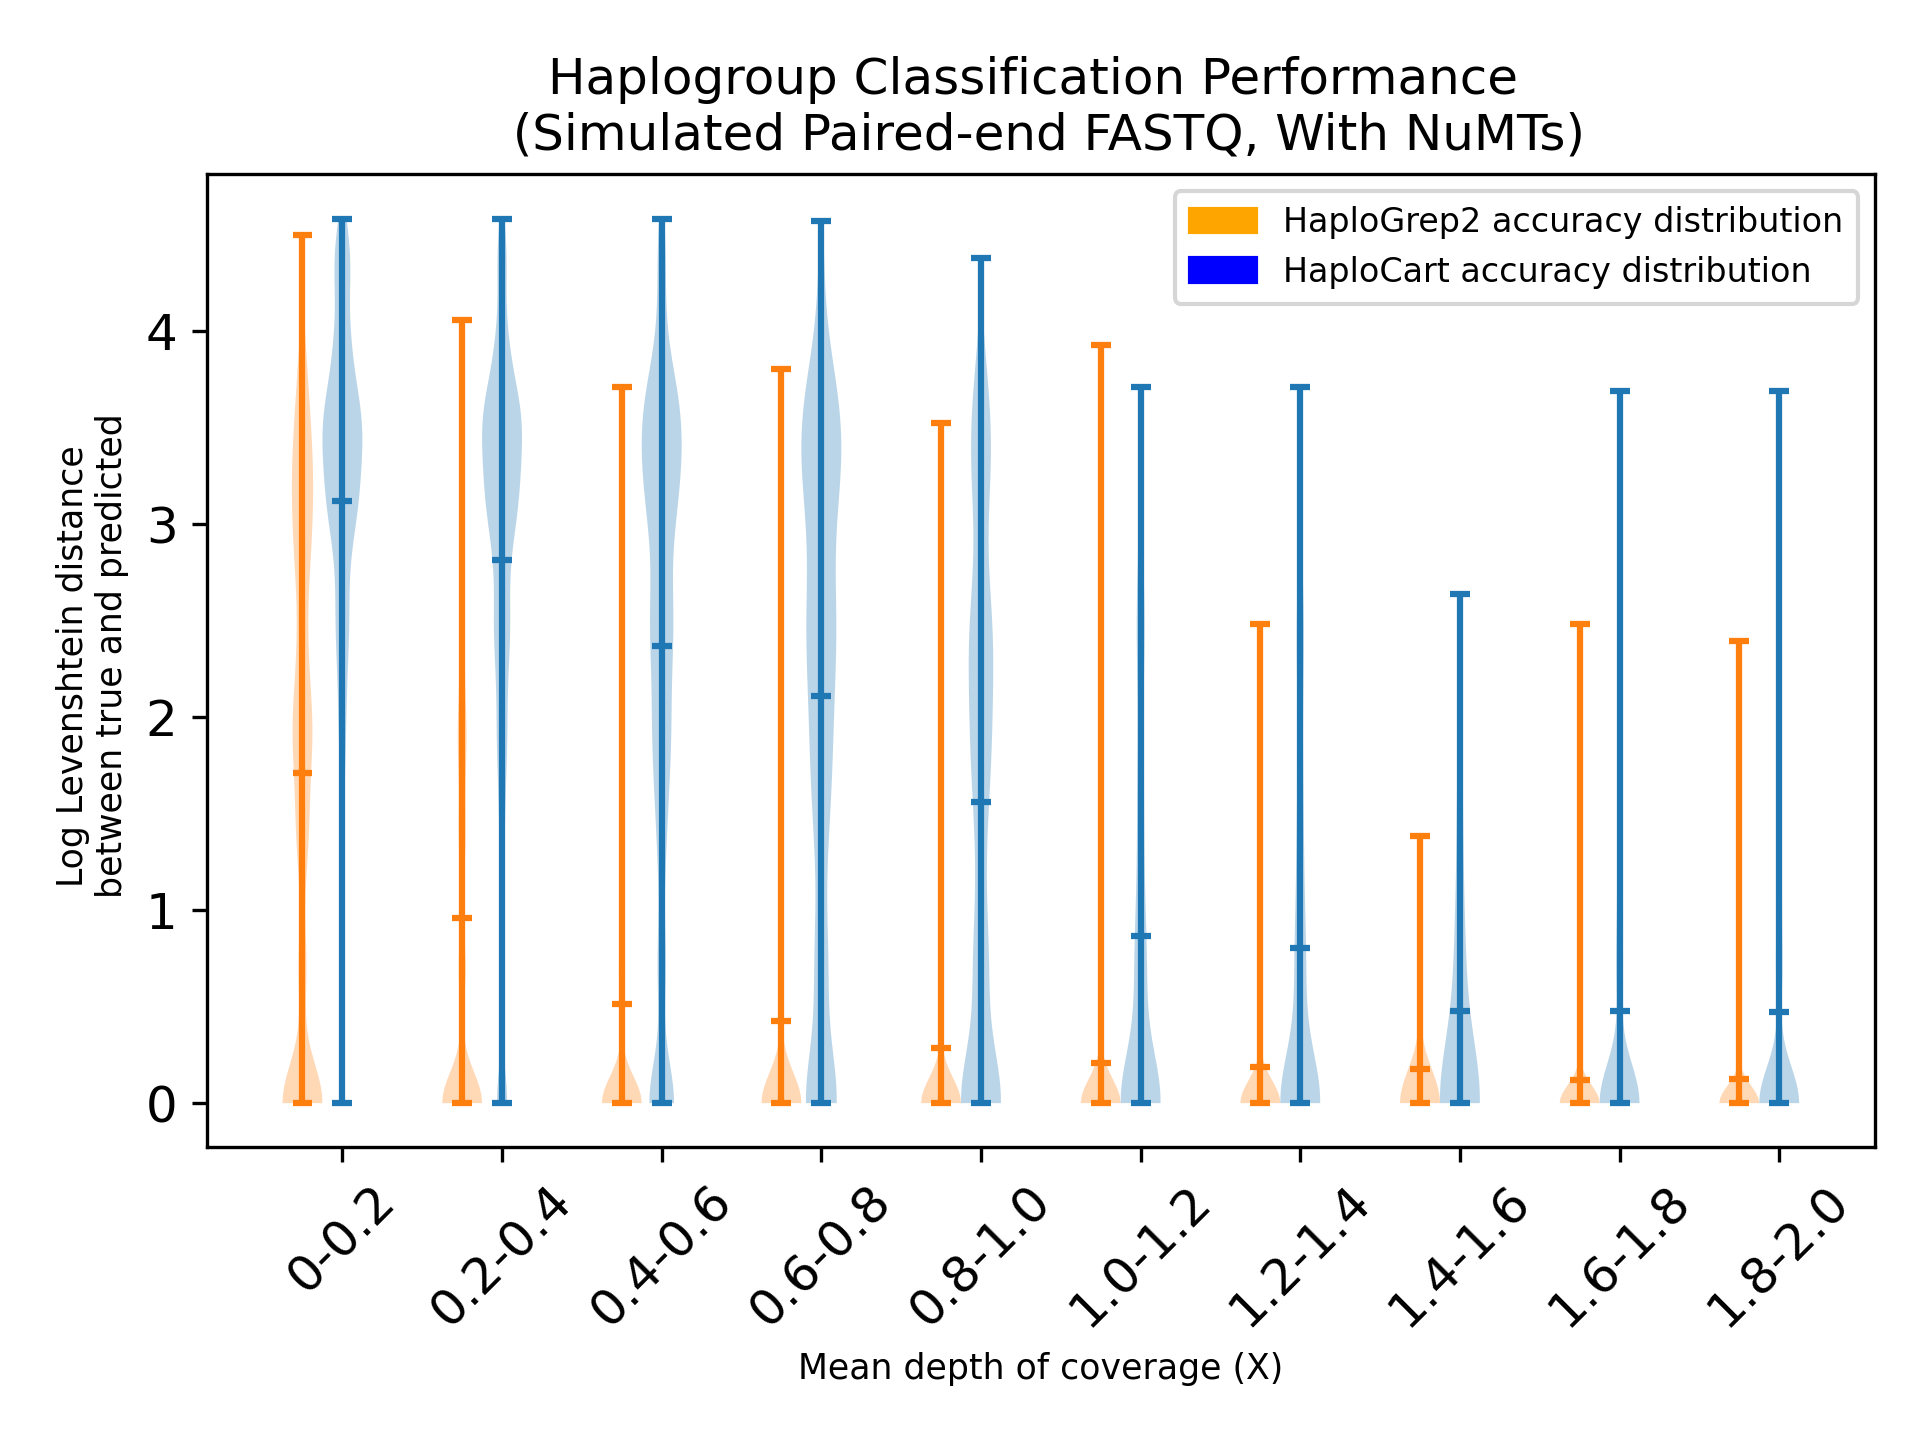 Haplogroup Classification Performance
(Simulated Paired-end FASTQ, With NuMTs)
HaploGrep2 accuracy distribution
HaploCart accuracy distribution
Log Levenshtein distance
between true and predicted
4
3
2
1
0
0-0.2
0.2-0.4
0.4-0.6
0.6-0.8
0.8-1.0
1.0-1.2
1.2-1.4
1.4-1.6
1.6-1.8
1.8-2.0
Mean depth of coverage (X)